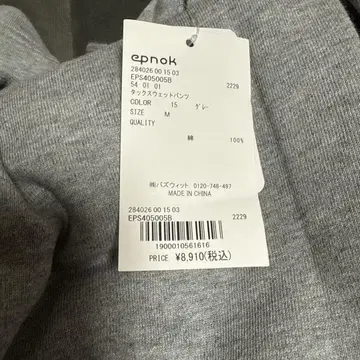 epnok
284026 00 15 03
EPS405005B 2229
54 01 01
タックスウェットパンツ
COLOR 15 グレー
SIZE M
QUALITY
綿 100%
㈱バズウィット 0120-746-497
MADE IN CHINA
284026 00 15 03
EPS405005B 2229
1900010561616
PRICE ¥8,910(税込)